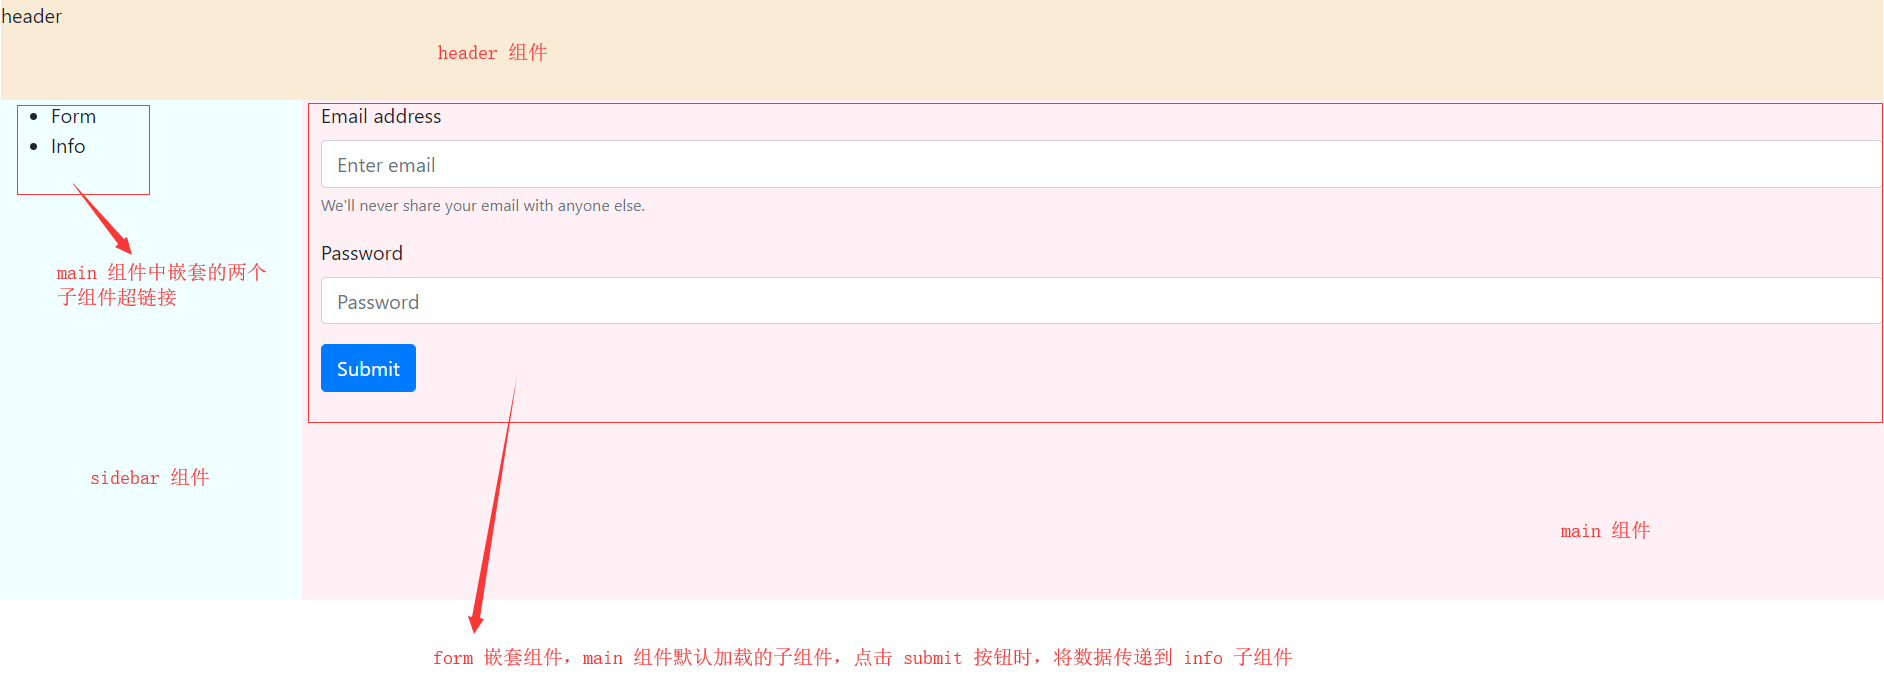 header
header 组件
Form
Info
main 组件中嵌套的两个
子组件超链接
sidebar 组件
Email address
Enter email
We'll never share your email with anyone else.
Password
Password
Submit
main 组件
form 嵌套组件，main 组件默认加载的子组件，点击 submit 按钮时，将数据传递到 info 子组件